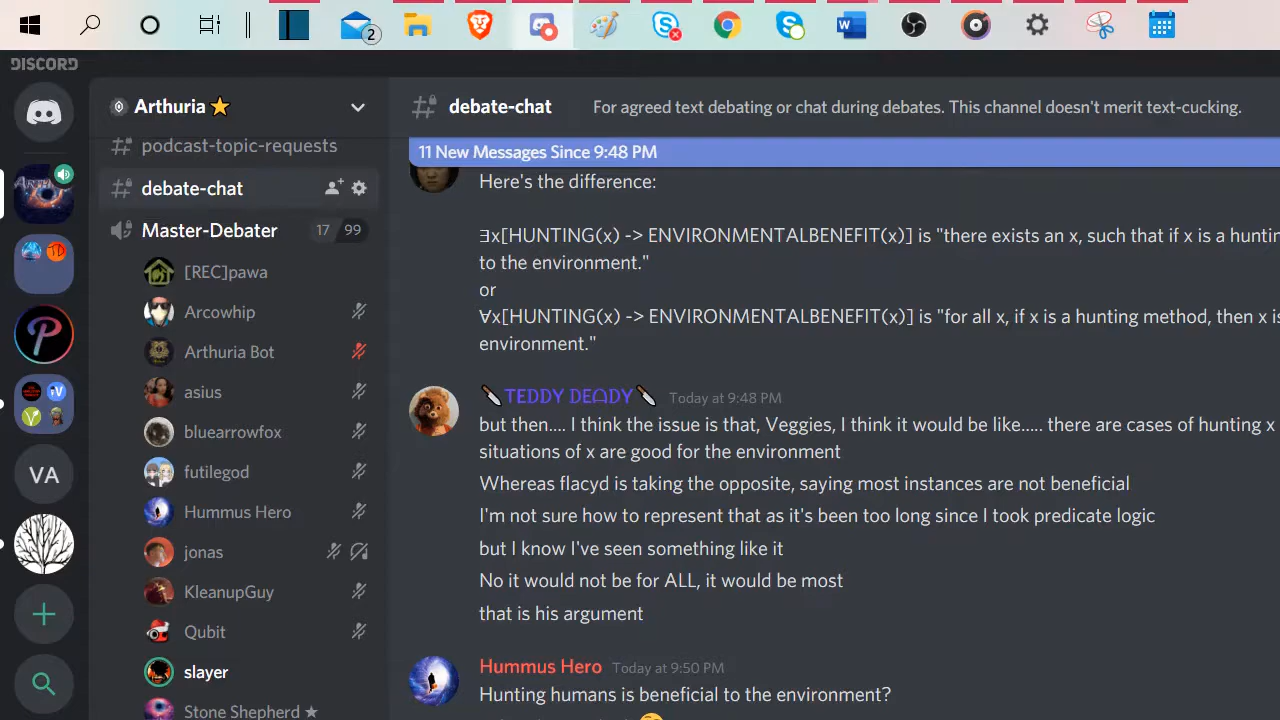 2
DISCORD
Arthuria
podcast-topic-requests
debate-chat
Master-Debater 17 99
[REC]pawa
Arcowhip
Arthuria Bot
asius
bluearrowfox
futilegod
Hummus Hero
jonas
KleanupGuy
Qubit
slayer
Stone Shepherd ★
VA
debate-chat For agreed text debating or chat during debates. This channel doesn't merit text-cucking.
11 New Messages Since 9:48 PM
Here's the difference:
∃x[HUNTING(x) -> ENVIRONMENTALBENEFIT(x)] is "there exists an x, such that if x is a huntin
to the environment."
or
∀x[HUNTING(x) -> ENVIRONMENTALBENEFIT(x)] is "for all x, if x is a hunting method, then x is
environment."
TEDDY DEADY Today at 9:48 PM
but then.... I think the issue is that, Veggies, I think it would be like..... there are cases of hunting x
situations of x are good for the environment
Whereas flacyd is taking the opposite, saying most instances are not beneficial
I'm not sure how to represent that as it's been too long since I took predicate logic
but I know I've seen something like it
No it would not be for ALL, it would be most
that is his argument
Hummus Hero Today at 9:50 PM
Hunting humans is beneficial to the environment?